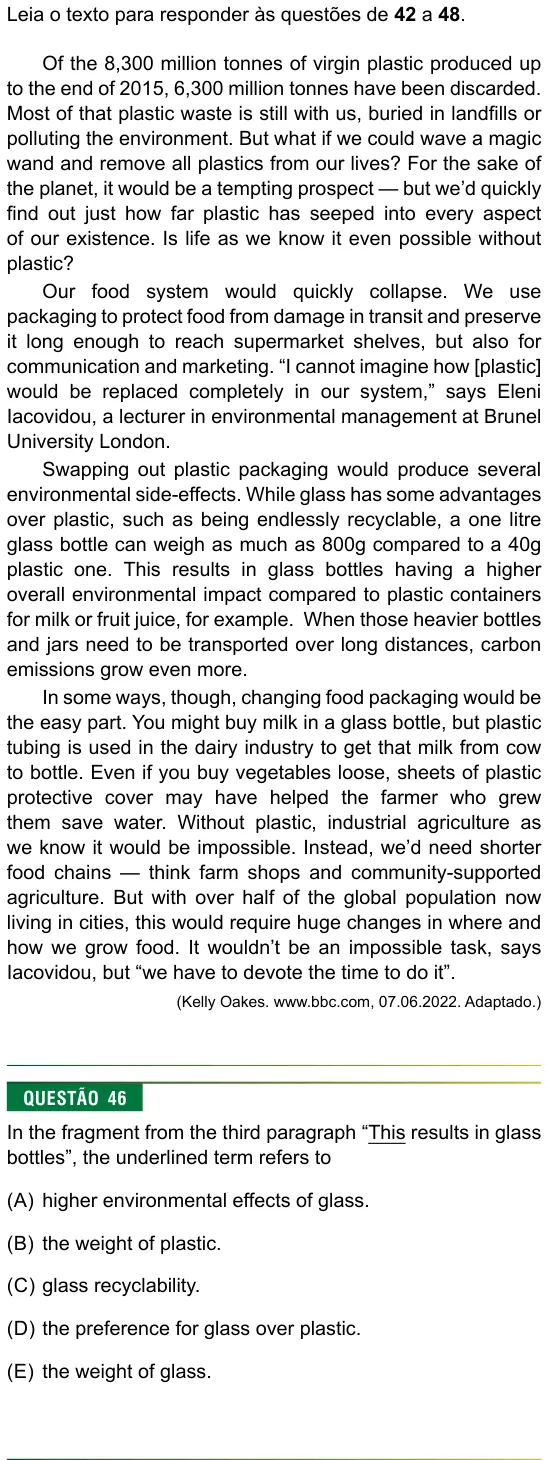 Leia o texto para responder às questões de 42 a 48.
Of the 8,300 million tonnes of virgin plastic produced up
to the end of 2015, 6,300 million tonnes have been discarded.
Most of that plastic waste is still with us, buried in landfills or
polluting the environment. But what if we could wave a magic
wand and remove all plastics from our lives? For the sake of
the planet, it would be a tempting prospect — but we’d quickly
find out just how far plastic has seeped into every aspect
of our existence. Is life as we know it even possible without
plastic?
Our food system would quickly collapse. We use
packaging to protect food from damage in transit and preserve
it long enough to reach supermarket shelves, but also for
communication and marketing. “I cannot imagine how [plastic]
would be replaced completely in our system,” says Eleni
Iacovidou, a lecturer in environmental management at Brunel
University London.
Swapping out plastic packaging would produce several
environmental side-effects. While glass has some advantages
over plastic, such as being endlessly recyclable, a one litre
glass bottle can weigh as much as 800g compared to a 40g
plastic one. This results in glass bottles having a higher
overall environmental impact compared to plastic containers
for milk or fruit juice, for example. When those heavier bottles
and jars need to be transported over long distances, carbon
emissions grow even more.
In some ways, though, changing food packaging would be
the easy part. You might buy milk in a glass bottle, but plastic
tubing is used in the dairy industry to get that milk from cow
to bottle. Even if you buy vegetables loose, sheets of plastic
protective cover may have helped the farmer who grew
them save water. Without plastic, industrial agriculture as
we know it would be impossible. Instead, we’d need shorter
food chains — think farm shops and community-supported
agriculture. But with over half of the global population now
living in cities, this would require huge changes in where and
how we grow food. It wouldn’t be an impossible task, says
Iacovidou, but “we have to devote the time to do it”.
(Kelly Oakes. www.bbc.com, 07.06.2022. Adaptado.)
QUESTÃO 46
In the fragment from the third paragraph “This results in glass
bottles”, the underlined term refers to
(A) higher environmental effects of glass.
(B) the weight of plastic.
(C) glass recyclability.
(D) the preference for glass over plastic.
(E) the weight of glass.